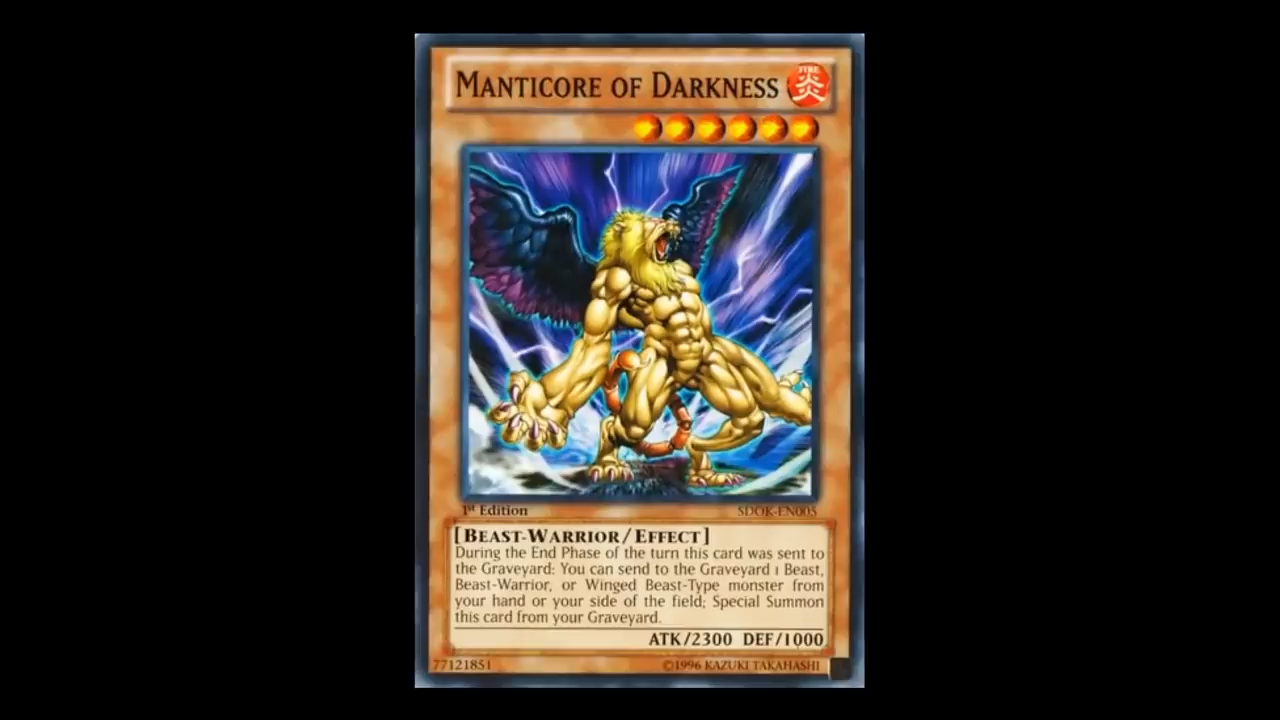 MANTICORE OF DARKNESS
FIRE
炎
1st Edition
SDOK-EN005
[BEAST-WARRIOR/EFFECT]
During the End Phase of the turn this card was sent to
the Graveyard: You can send to the Graveyard 1 Beast,
Beast-Warrior, or Winged Beast-Type monster from
your hand or your side of the field; Special Summon
this card from your Graveyard.
ATK/2300 DEF/1000
77121851
©1996 KAZUKI TAKAHASHI